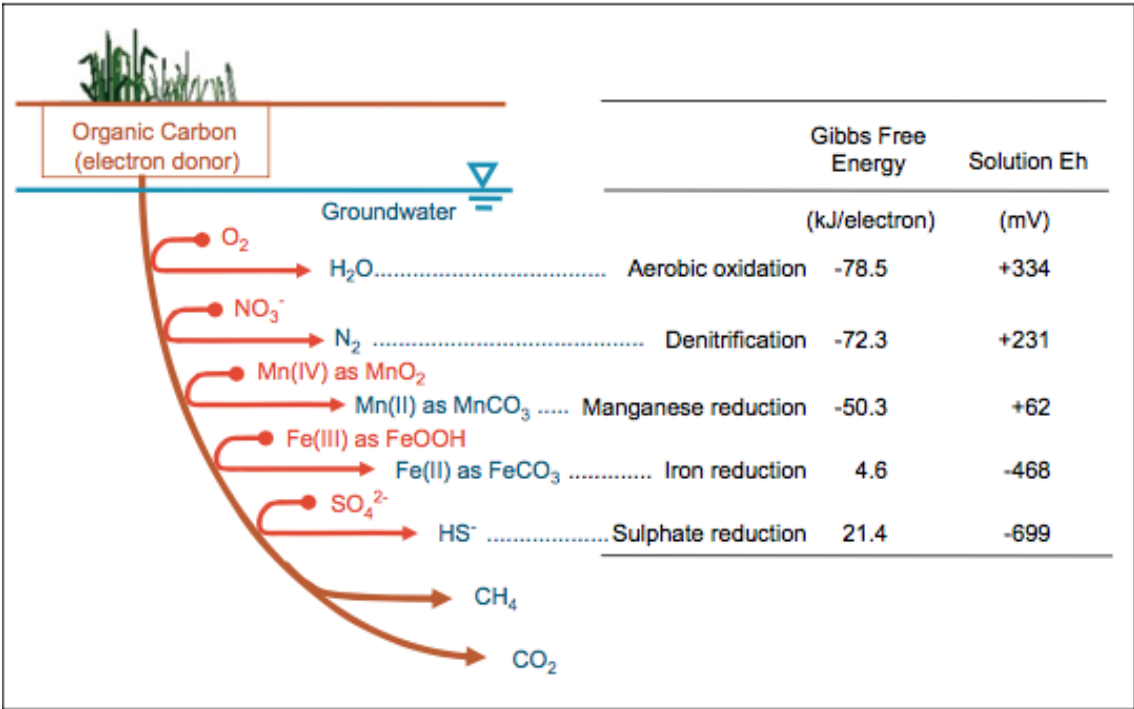 Organic Carbon
(electron donor)
Gibbs Free
Energy
Solution Eh
Groundwater
(kJ/electron)
(mV)
O₂
H₂O.................................... Aerobic oxidation -78.5 +334
NO₃⁻
N₂ ......................................... Denitrification -72.3 +231
Mn(IV) as MnO₂
Mn(II) as MnCO₃ ..... Manganese reduction -50.3 +62
Fe(III) as FeOOH
Fe(II) as FeCO₃ ............. Iron reduction 4.6 -468
SO₄²⁻
HS⁻ ....................Sulphate reduction 21.4 -699
CH₄
CO₂